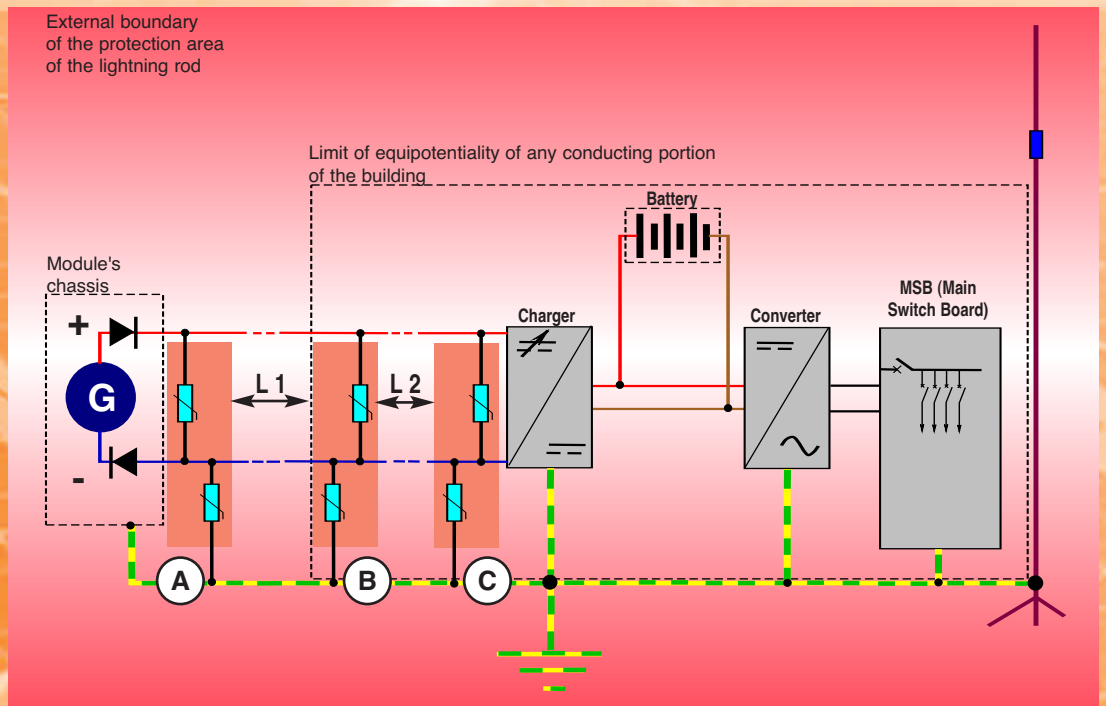 External boundary
of the protection area
of the lightning rod
Limit of equipotentiality of any conducting portion
of the building
Battery
Module's
chassis
MSB (Main
Switch Board)
Charger
Converter
+
G
-
L 1
L 2
A
B
C